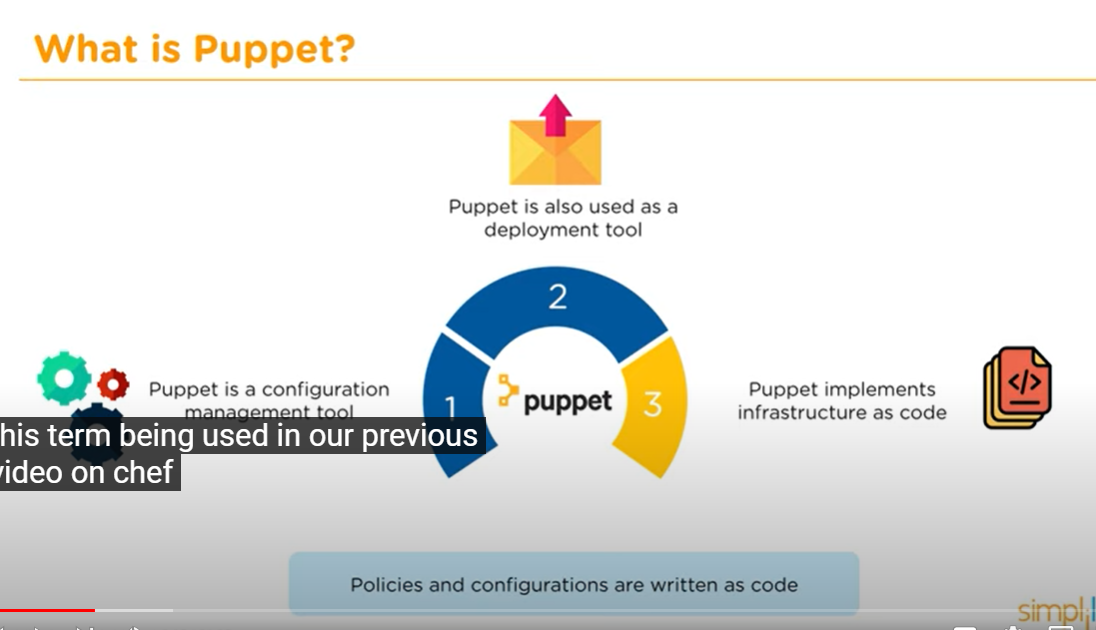 What is Puppet?
Puppet is also used as a
deployment tool
2
Puppet is a configuration
management tool
1
puppet
3
Puppet implements
infrastructure as code
</>
his term being used in our previous
video on chef
Policies and configurations are written as code
simpl